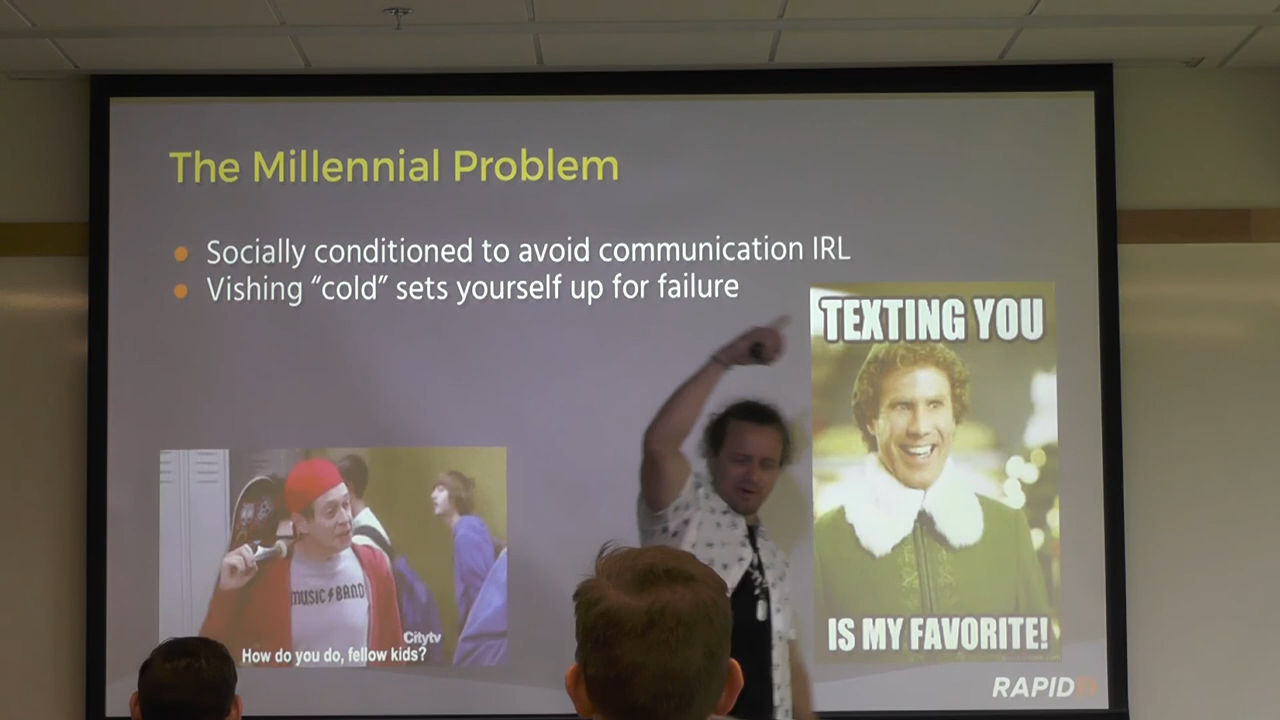 The Millennial Problem
Socially conditioned to avoid communication IRL
Vishing “cold” sets yourself up for failure
TEXTING YOU
IS MY FAVORITE!
MUSIC BAND
Citytv
How do you do, fellow kids?
RAPID